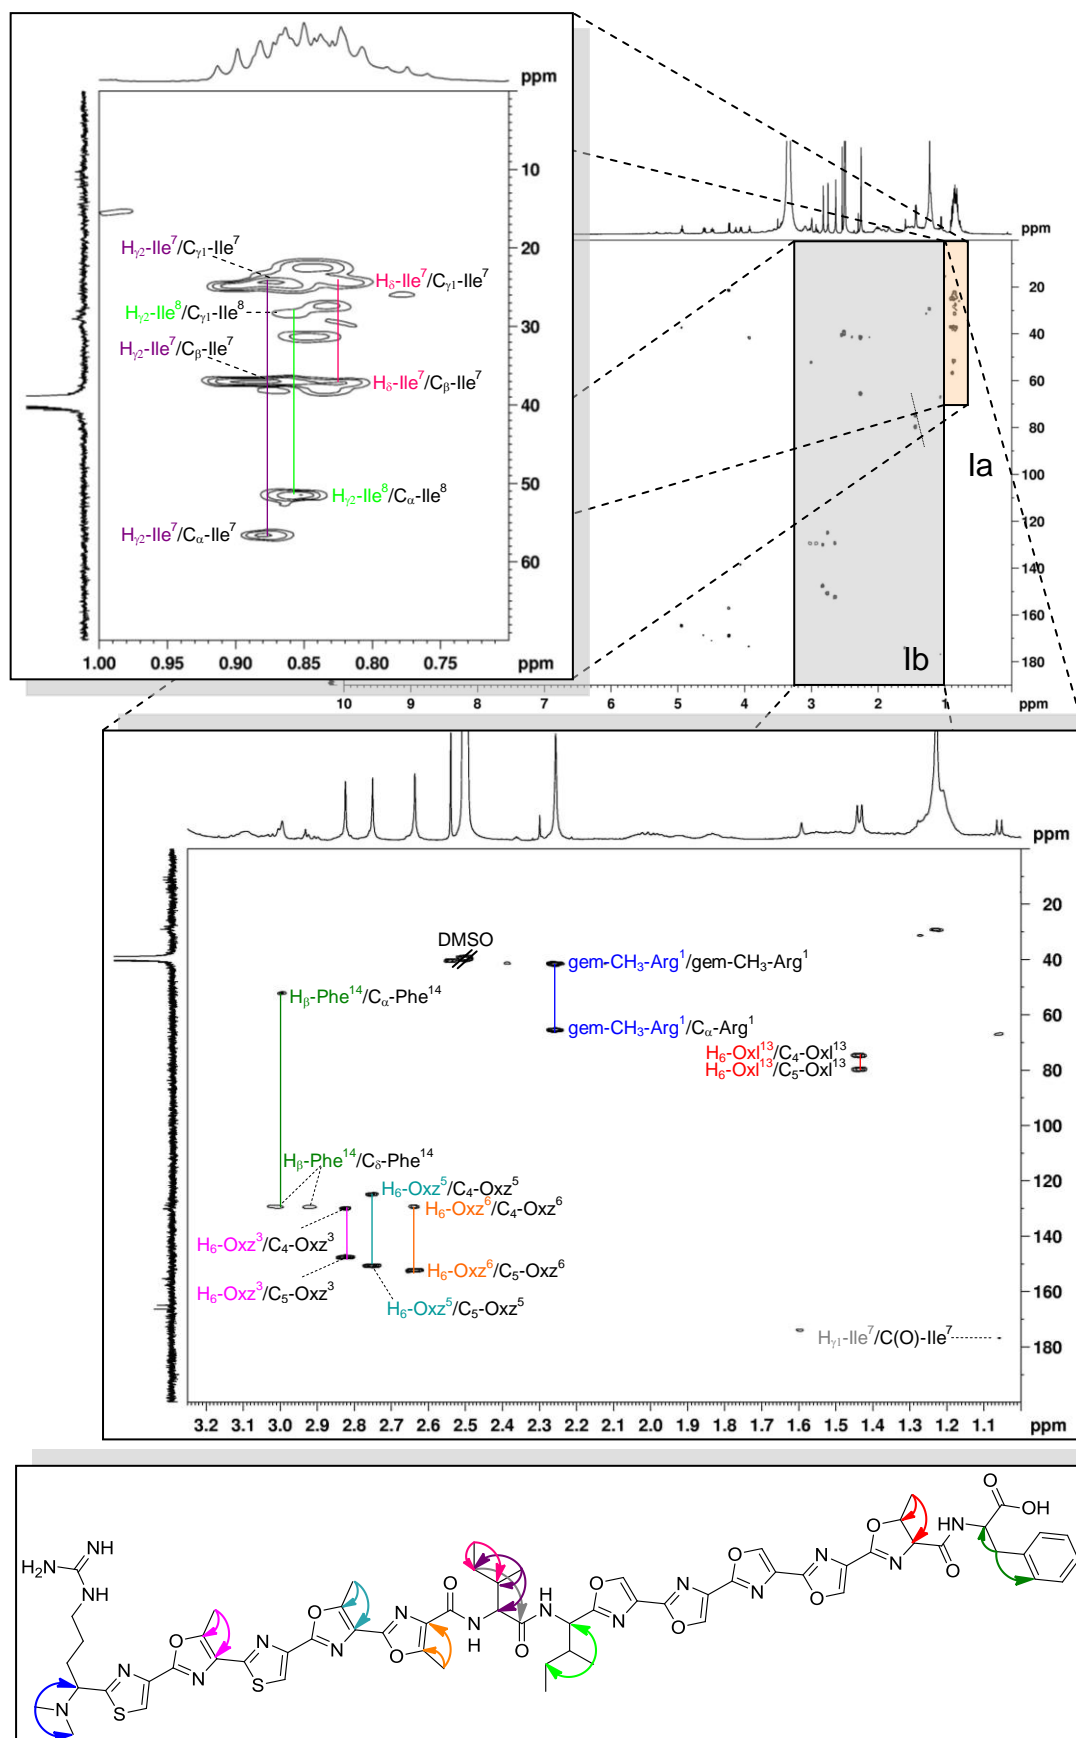 ppm
10
20
30
40
50
60
1.00 0.95 0.90 0.85 0.80 0.75 ppm
Hγ2-Ile⁷/Cγ1-Ile⁷
Hδ-Ile⁷/Cγ1-Ile⁷
Hγ2-Ile⁸/Cγ1-Ile⁸
Hγ2-Ile⁷/Cβ-Ile⁷
Hδ-Ile⁷/Cβ-Ile⁷
Hγ2-Ile⁸/Cα-Ile⁸
Hγ2-Ile⁷/Cα-Ile⁷
ppm
20
40
60
80
100
120
140
160
180
Ia
Ib
10 9 8 7 6 5 4 3 2 1 ppm
ppm
20
40
60
80
100
120
140
160
180
DMSO
gem-CH₃-Arg¹/gem-CH₃-Arg¹
Hβ-Phe¹⁴/Cα-Phe¹⁴
gem-CH₃-Arg¹/Cα-Arg¹
H₆-Oxl¹³/C₄-Oxl¹³
H₆-Oxl¹³/C₅-Oxl¹³
Hβ-Phe¹⁴/Cδ-Phe¹⁴
H₆-Oxz⁵/C₄-Oxz⁵
H₆-Oxz⁶/C₄-Oxz⁶
H₆-Oxz³/C₄-Oxz³
H₆-Oxz⁶/C₅-Oxz⁶
H₆-Oxz³/C₅-Oxz³
H₆-Oxz⁵/C₅-Oxz⁵
Hγ1-Ile⁷/C(O)-Ile⁷
3.2 3.1 3.0 2.9 2.8 2.7 2.6 2.5 2.4 2.3 2.2 2.1 2.0 1.9 1.8 1.7 1.6 1.5 1.4 1.3 1.2 1.1 ppm
H₂N
NH
NH
N
N
S
O
N
N
S
O
N
N
O
O
N
H
O
H
N
O
N
N
O
O
N
N
O
O
N
HN
O
O
OH